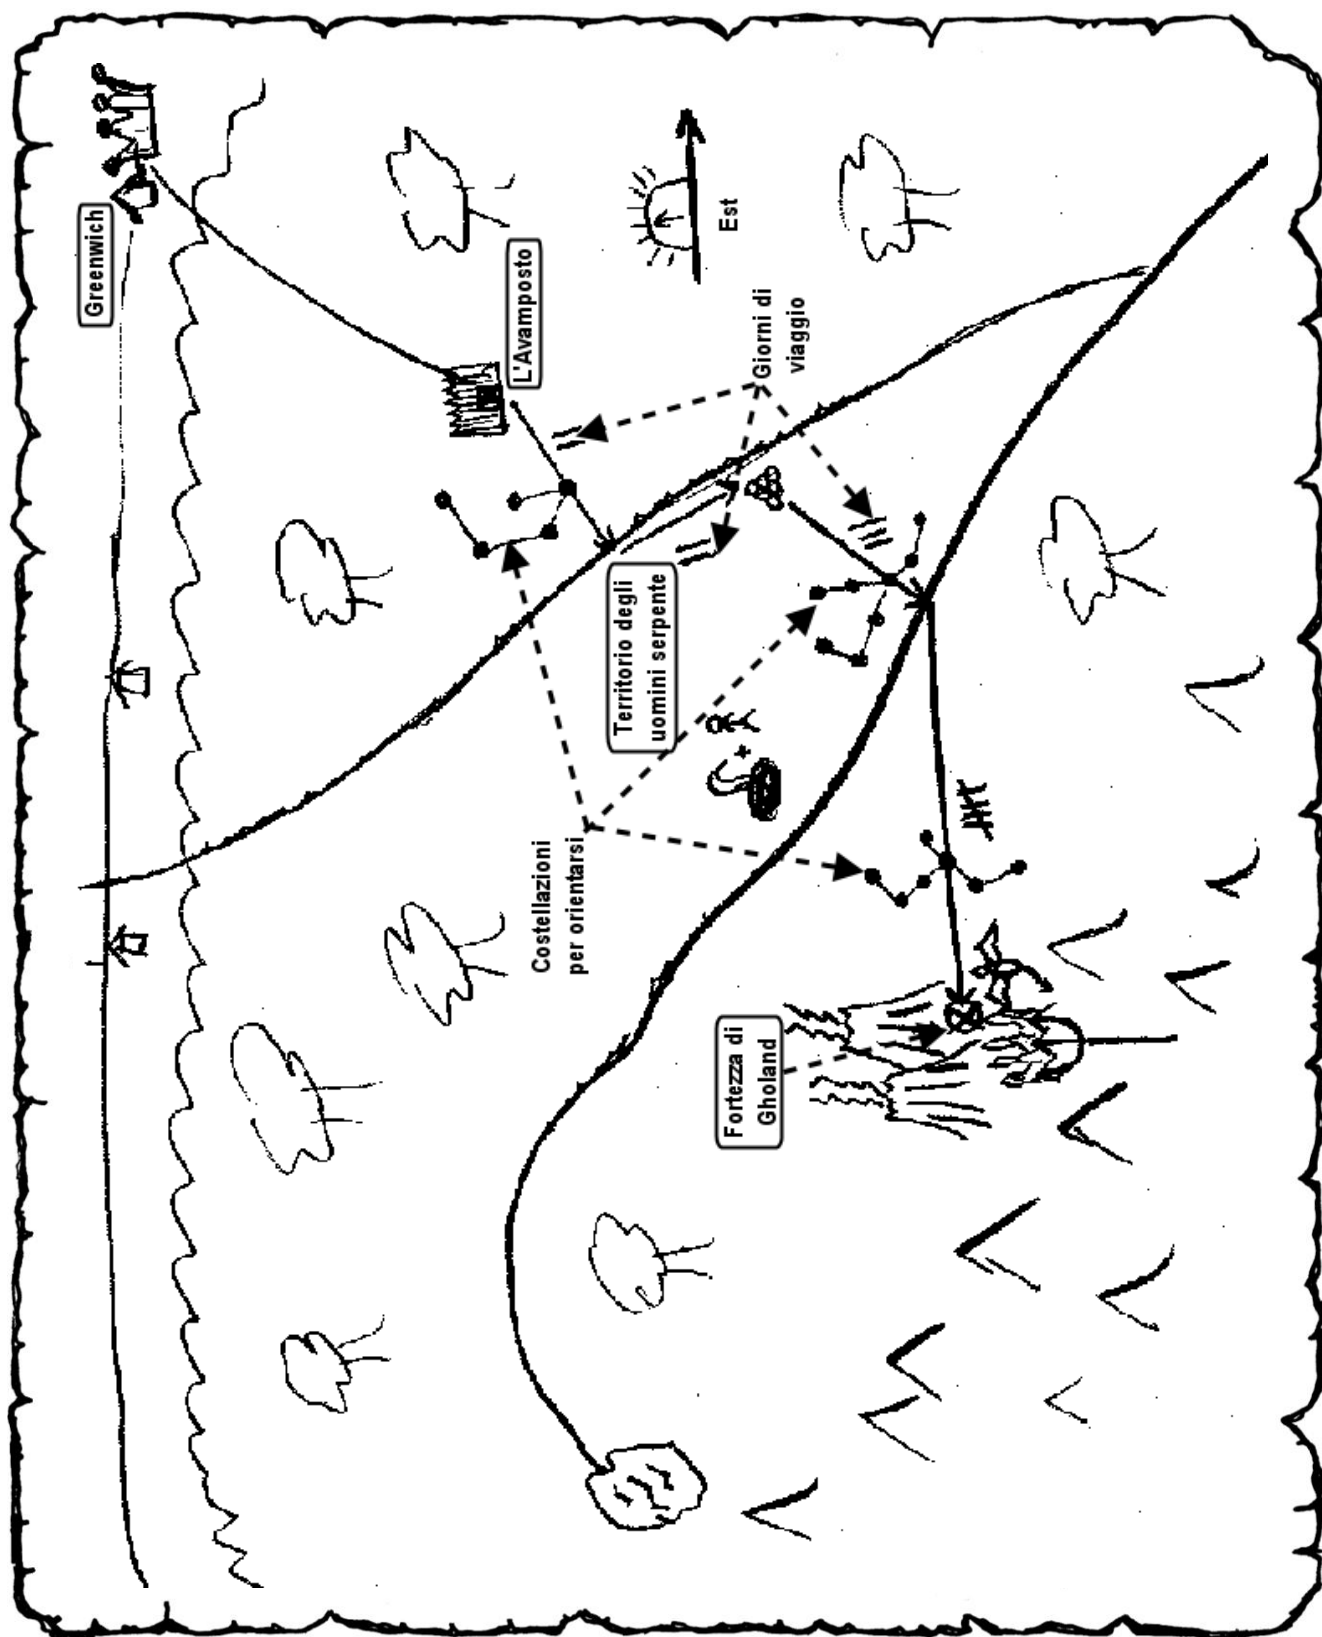 Greenwich
L'Avamposto
Est
Giorni di
viaggio
Territorio degli
uomini serpente
Costellazioni
per orientarsi
Fortezza di
Gholand